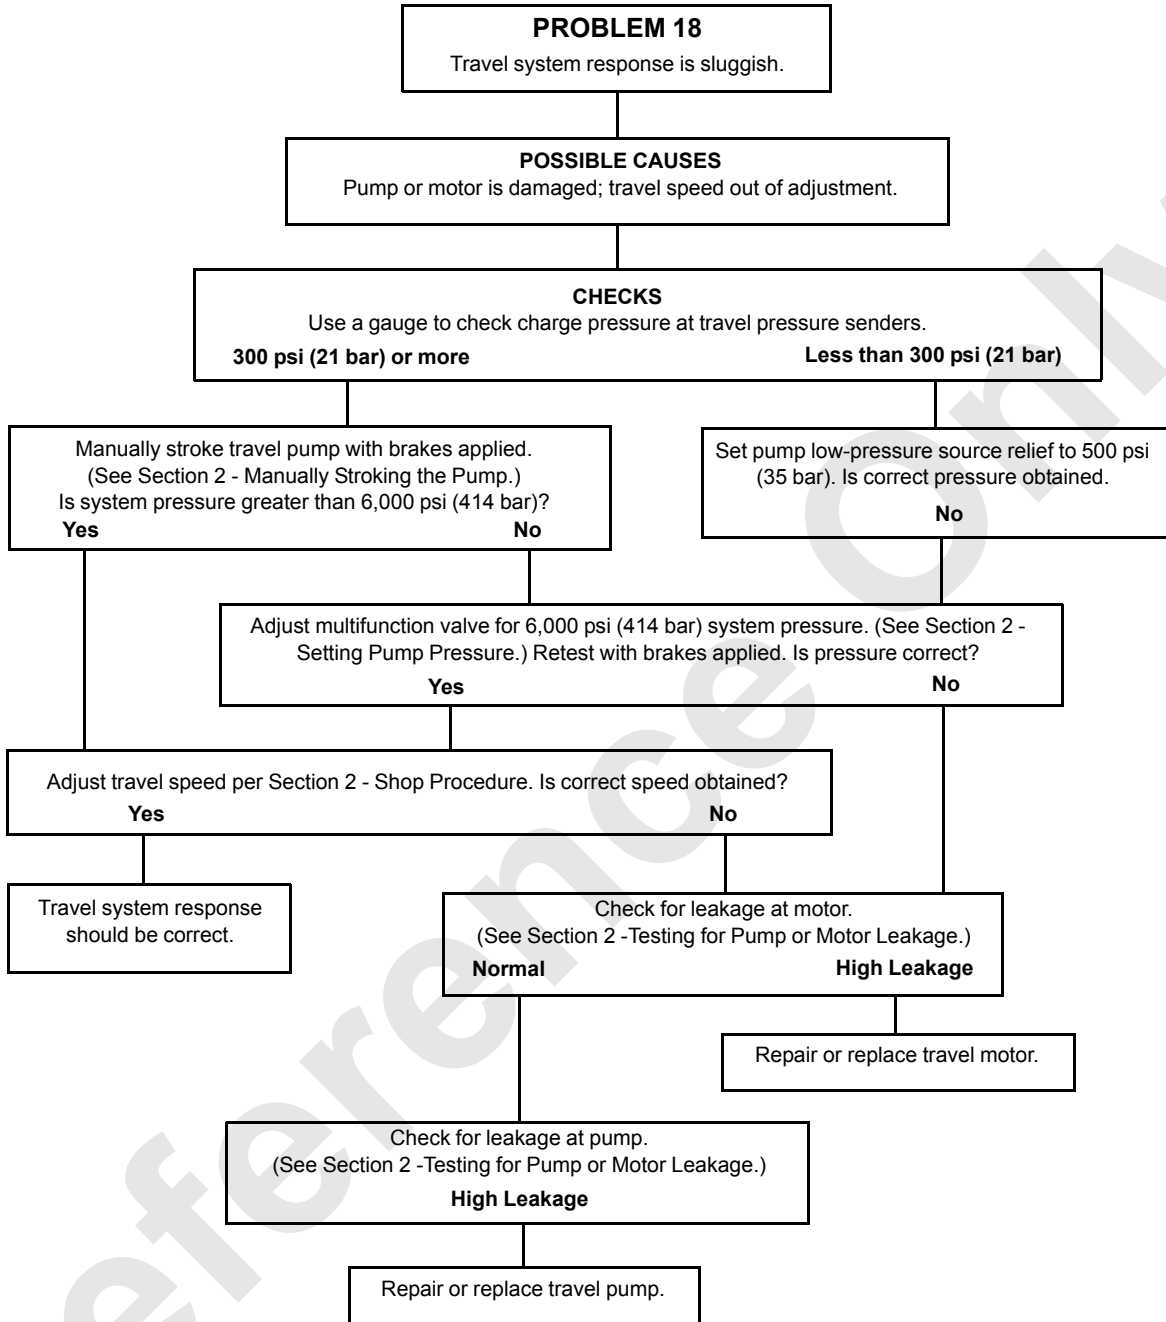 PROBLEM 18
Travel system response is sluggish.
POSSIBLE CAUSES
Pump or motor is damaged; travel speed out of adjustment.
CHECKS
Use a gauge to check charge pressure at travel pressure senders.
300 psi (21 bar) or more
Less than 300 psi (21 bar)
Manually stroke travel pump with brakes applied.
(See Section 2 - Manually Stroking the Pump.)
Is system pressure greater than 6,000 psi (414 bar)?
Yes
No
Set pump low-pressure source relief to 500 psi
(35 bar). Is correct pressure obtained.
No
Adjust multifunction valve for 6,000 psi (414 bar) system pressure. (See Section 2 -
Setting Pump Pressure.) Retest with brakes applied. Is pressure correct?
Yes
No
Adjust travel speed per Section 2 - Shop Procedure. Is correct speed obtained?
Yes
No
Travel system response
should be correct.
Check for leakage at motor.
(See Section 2 -Testing for Pump or Motor Leakage.)
Normal
High Leakage
Repair or replace travel motor.
Check for leakage at pump.
(See Section 2 -Testing for Pump or Motor Leakage.)
High Leakage
Repair or replace travel pump.
eference Only